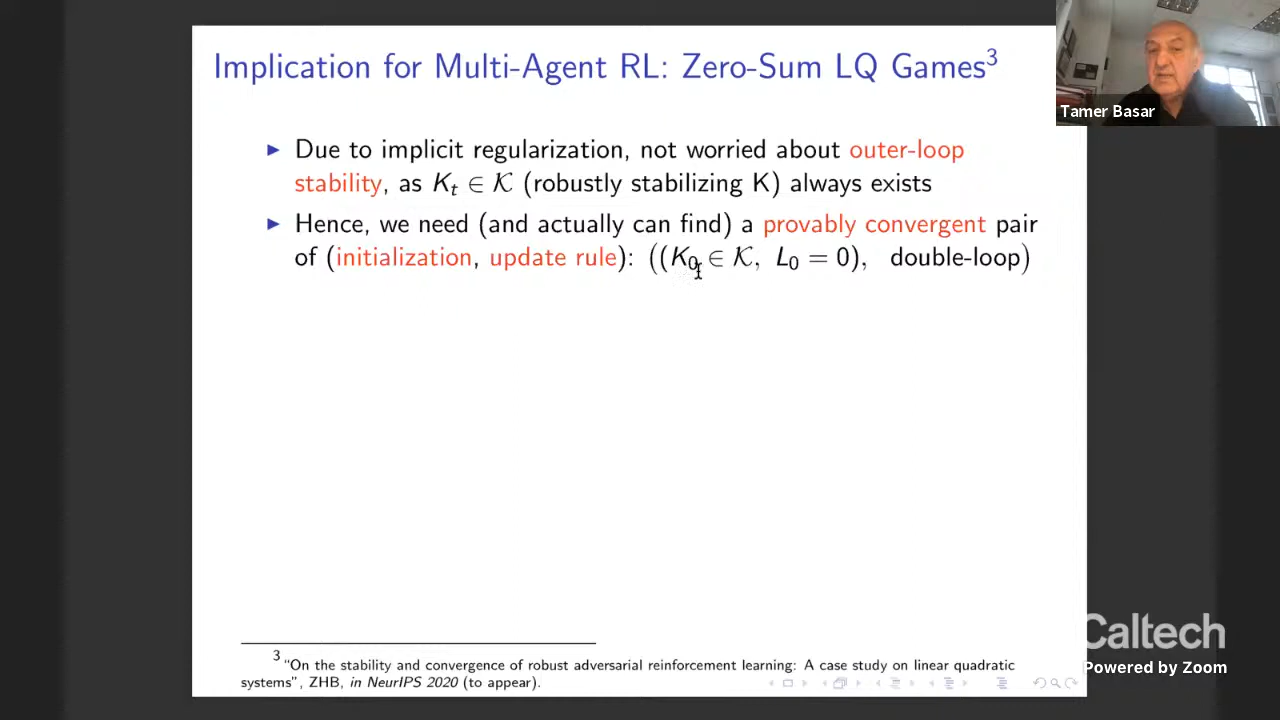 Implication for Multi-Agent RL: Zero-Sum LQ Games³
Tamer Basar
▶ Due to implicit regularization, not worried about outer-loop
stability, as Kₜ ∈ 𝒦 (robustly stabilizing K) always exists
▶ Hence, we need (and actually can find) a provably convergent pair
of (initialization, update rule): ((K₀ ∈ 𝒦, L₀ = 0), double-loop)
³ “On the stability and convergence of robust adversarial reinforcement learning: A case study on linear quadratic
systems”, ZHB, in NeurIPS 2020 (to appear).
Caltech
Powered by Zoom